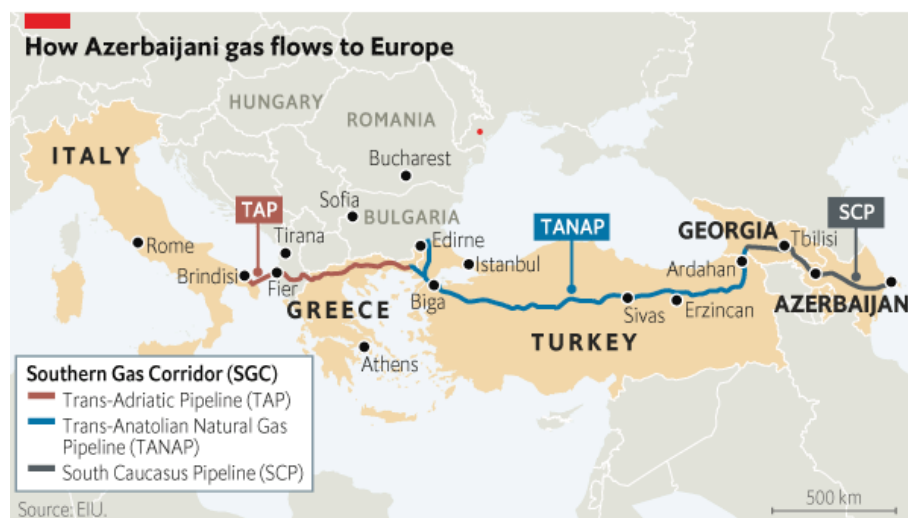 How Azerbaijani gas flows to Europe
HUNGARY
ROMANIA
ITALY
Bucharest
TAP
Sofia
BULGARIA
TANAP
SCP
GEORGIA
Tbilisi
Tirana
Edirne
Rome
Istanbul
Ardahan
Brindisi
Fier
Biga
AZERBAIJAN
GREECE
Sivas
Erzincan
TURKEY
Athens
Southern Gas Corridor (SGC)
Trans-Adriatic Pipeline (TAP)
Trans-Anatolian Natural Gas
Pipeline (TANAP)
South Caucasus Pipeline (SCP)
500 km
Source: EIU.